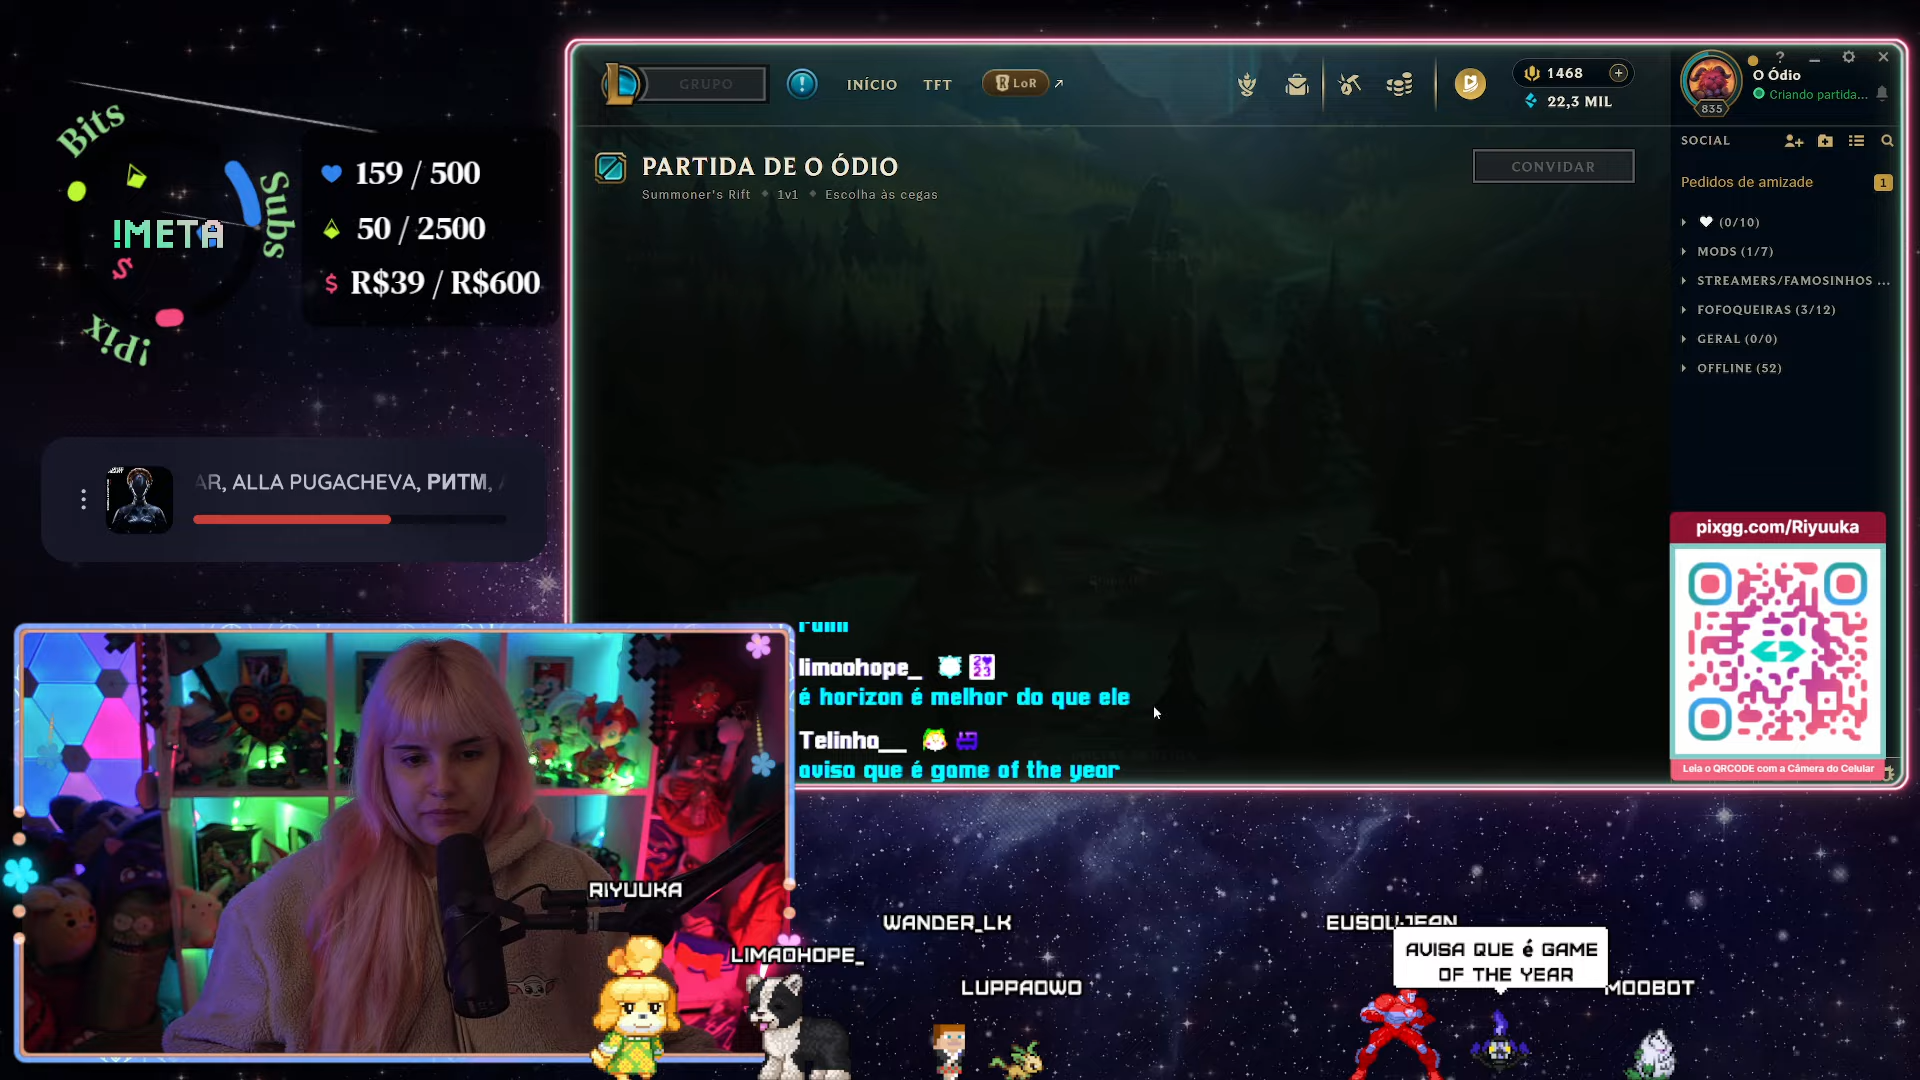 Bits
Subs
!Pix
!META
$
159 / 500
50 / 2500
$ R$39 / R$600
AR, ALLA PUGACHEVA, РИТМ,
GRUPO
INÍCIO
TFT
LoR
1468
22,3 MIL
835
O Ódio
Criando partida...
PARTIDA DE O ÓDIO
Summoner's Rift
1v1
Escolha às cegas
CONVIDAR
SOCIAL
Pedidos de amizade
1
(0/10)
MODS (1/7)
STREAMERS/FAMOSINHOS ...
FOFOQUEIRAS (3/12)
GERAL (0/0)
OFFLINE (52)
pixgg.com/Riyuuka
Leia o QRCODE com a Câmera do Celular
limaohope_
é horizon é melhor do que ele
Telinho__
avisa que é game of the year
RIYUUKA
LIMAOHOPE_
WANDER_LK
LUPPAOWO
EUSOUJEAN
AVISA QUE é GAME
OF THE YEAR
MOOBOT